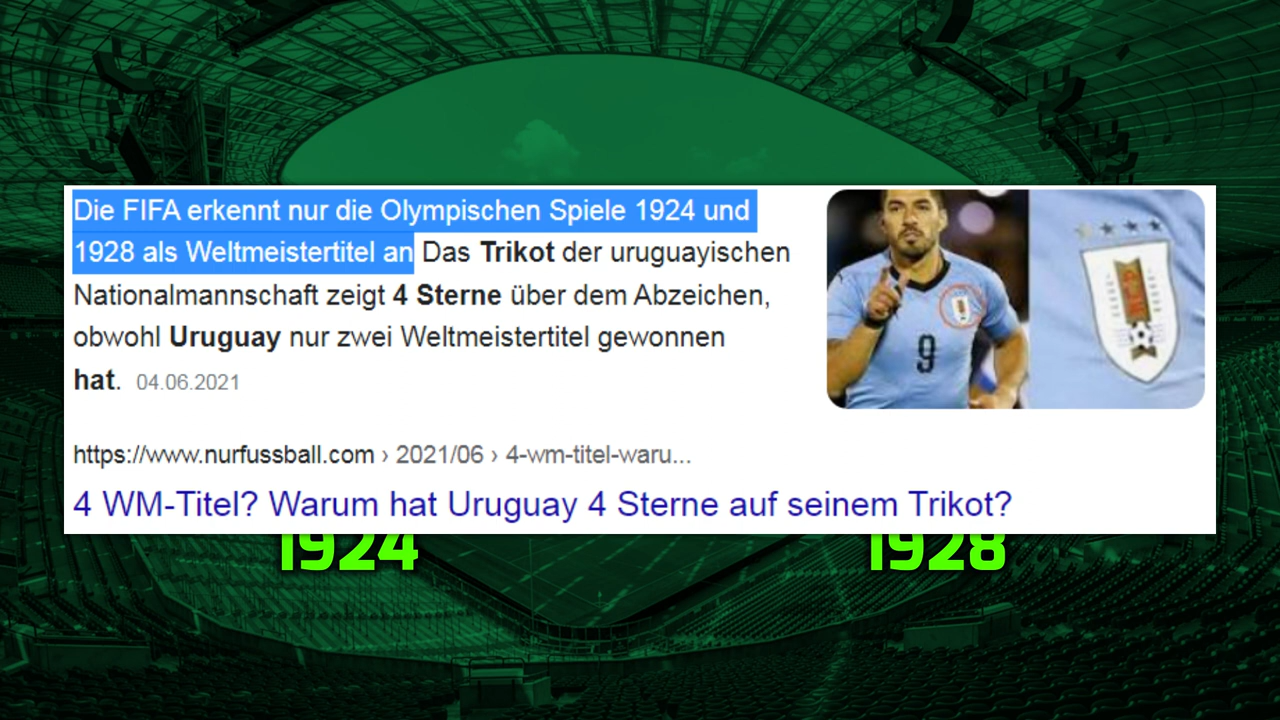 Die FIFA erkennt nur die Olympischen Spiele 1924 und
1928 als Weltmeistertitel an Das Trikot der uruguayischen
Nationalmannschaft zeigt 4 Sterne über dem Abzeichen,
obwohl Uruguay nur zwei Weltmeistertitel gewonnen
hat. 04.06.2021
9
https://www.nurfussball.com › 2021/06 › 4-wm-titel-waru...
4 WM-Titel? Warum hat Uruguay 4 Sterne auf seinem Trikot?
1924 1928